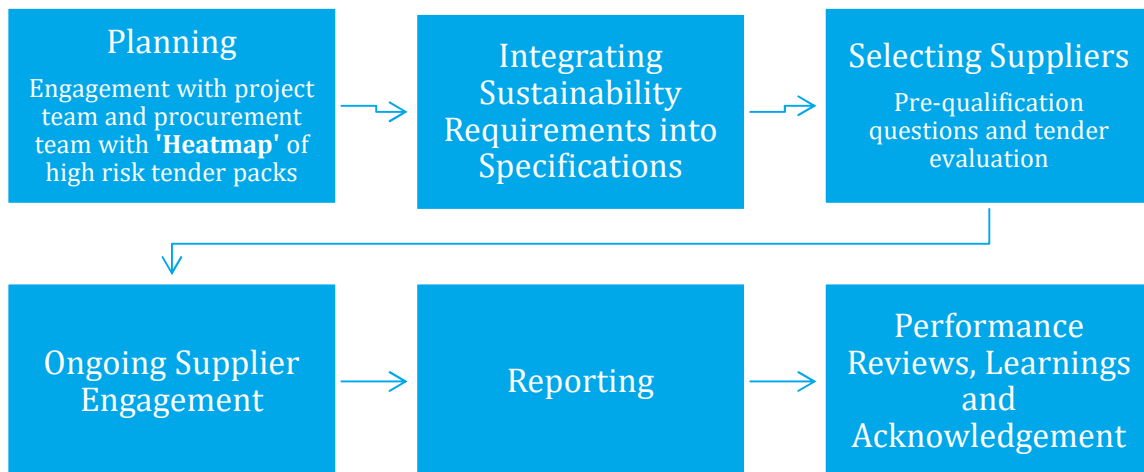 Planning
Engagement with project
team and procurement
team with 'Heatmap' of
high risk tender packs
Integrating
Sustainability
Requirements into
Specifications
Selecting Suppliers
Pre-qualification
questions and tender
evaluation
Ongoing Supplier
Engagement
Reporting
Performance
Reviews, Learnings
and
Acknowledgement